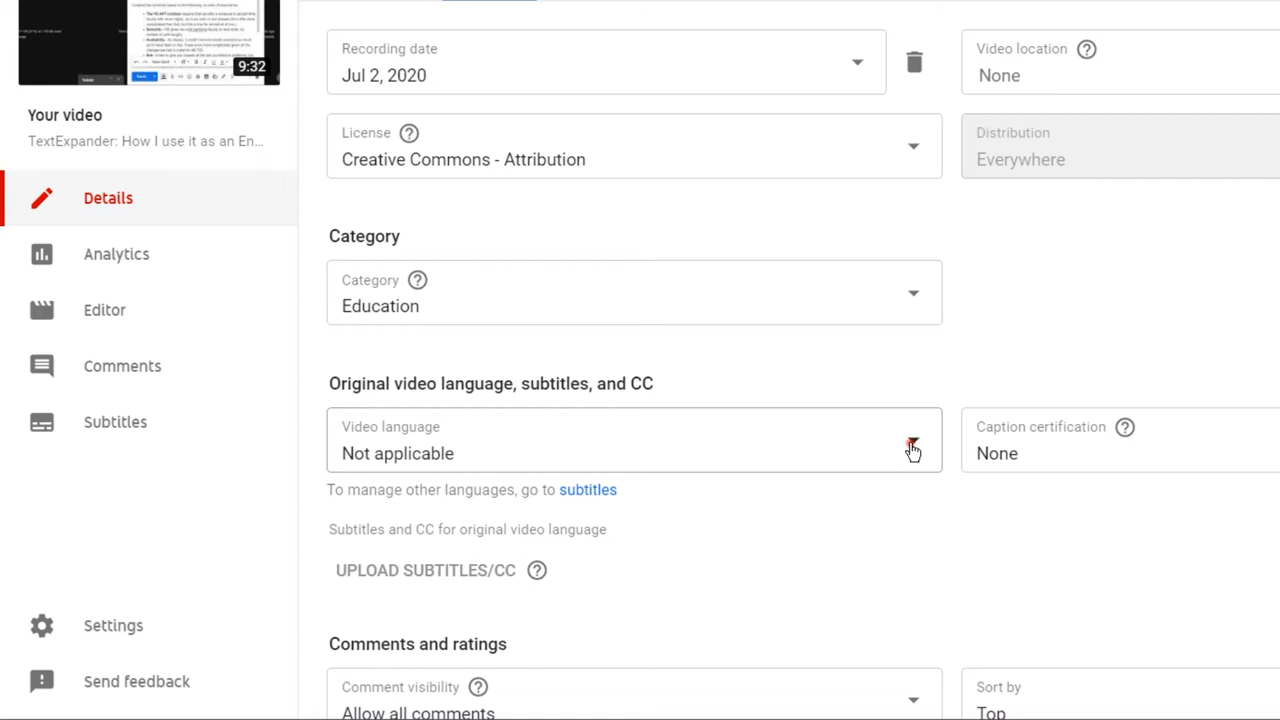 9:32
Your video
TextExpander: How I use it as an En...
Details
Analytics
Editor
Comments
Subtitles
Settings
Send feedback
Recording date
Jul 2, 2020
Video
None
License
Creative Commons - Attribution
Distribution
Everywhere
Category
Category
Education
Original video language, subtitles, and CC
Video language
Not applicable
Caption certification
None
To manage other languages, go to subtitles
Subtitles and CC for original video language
UPLOAD SUBTITLES/CC
Comments and ratings
Comment visibility
Allow all comments
Sort by
Top